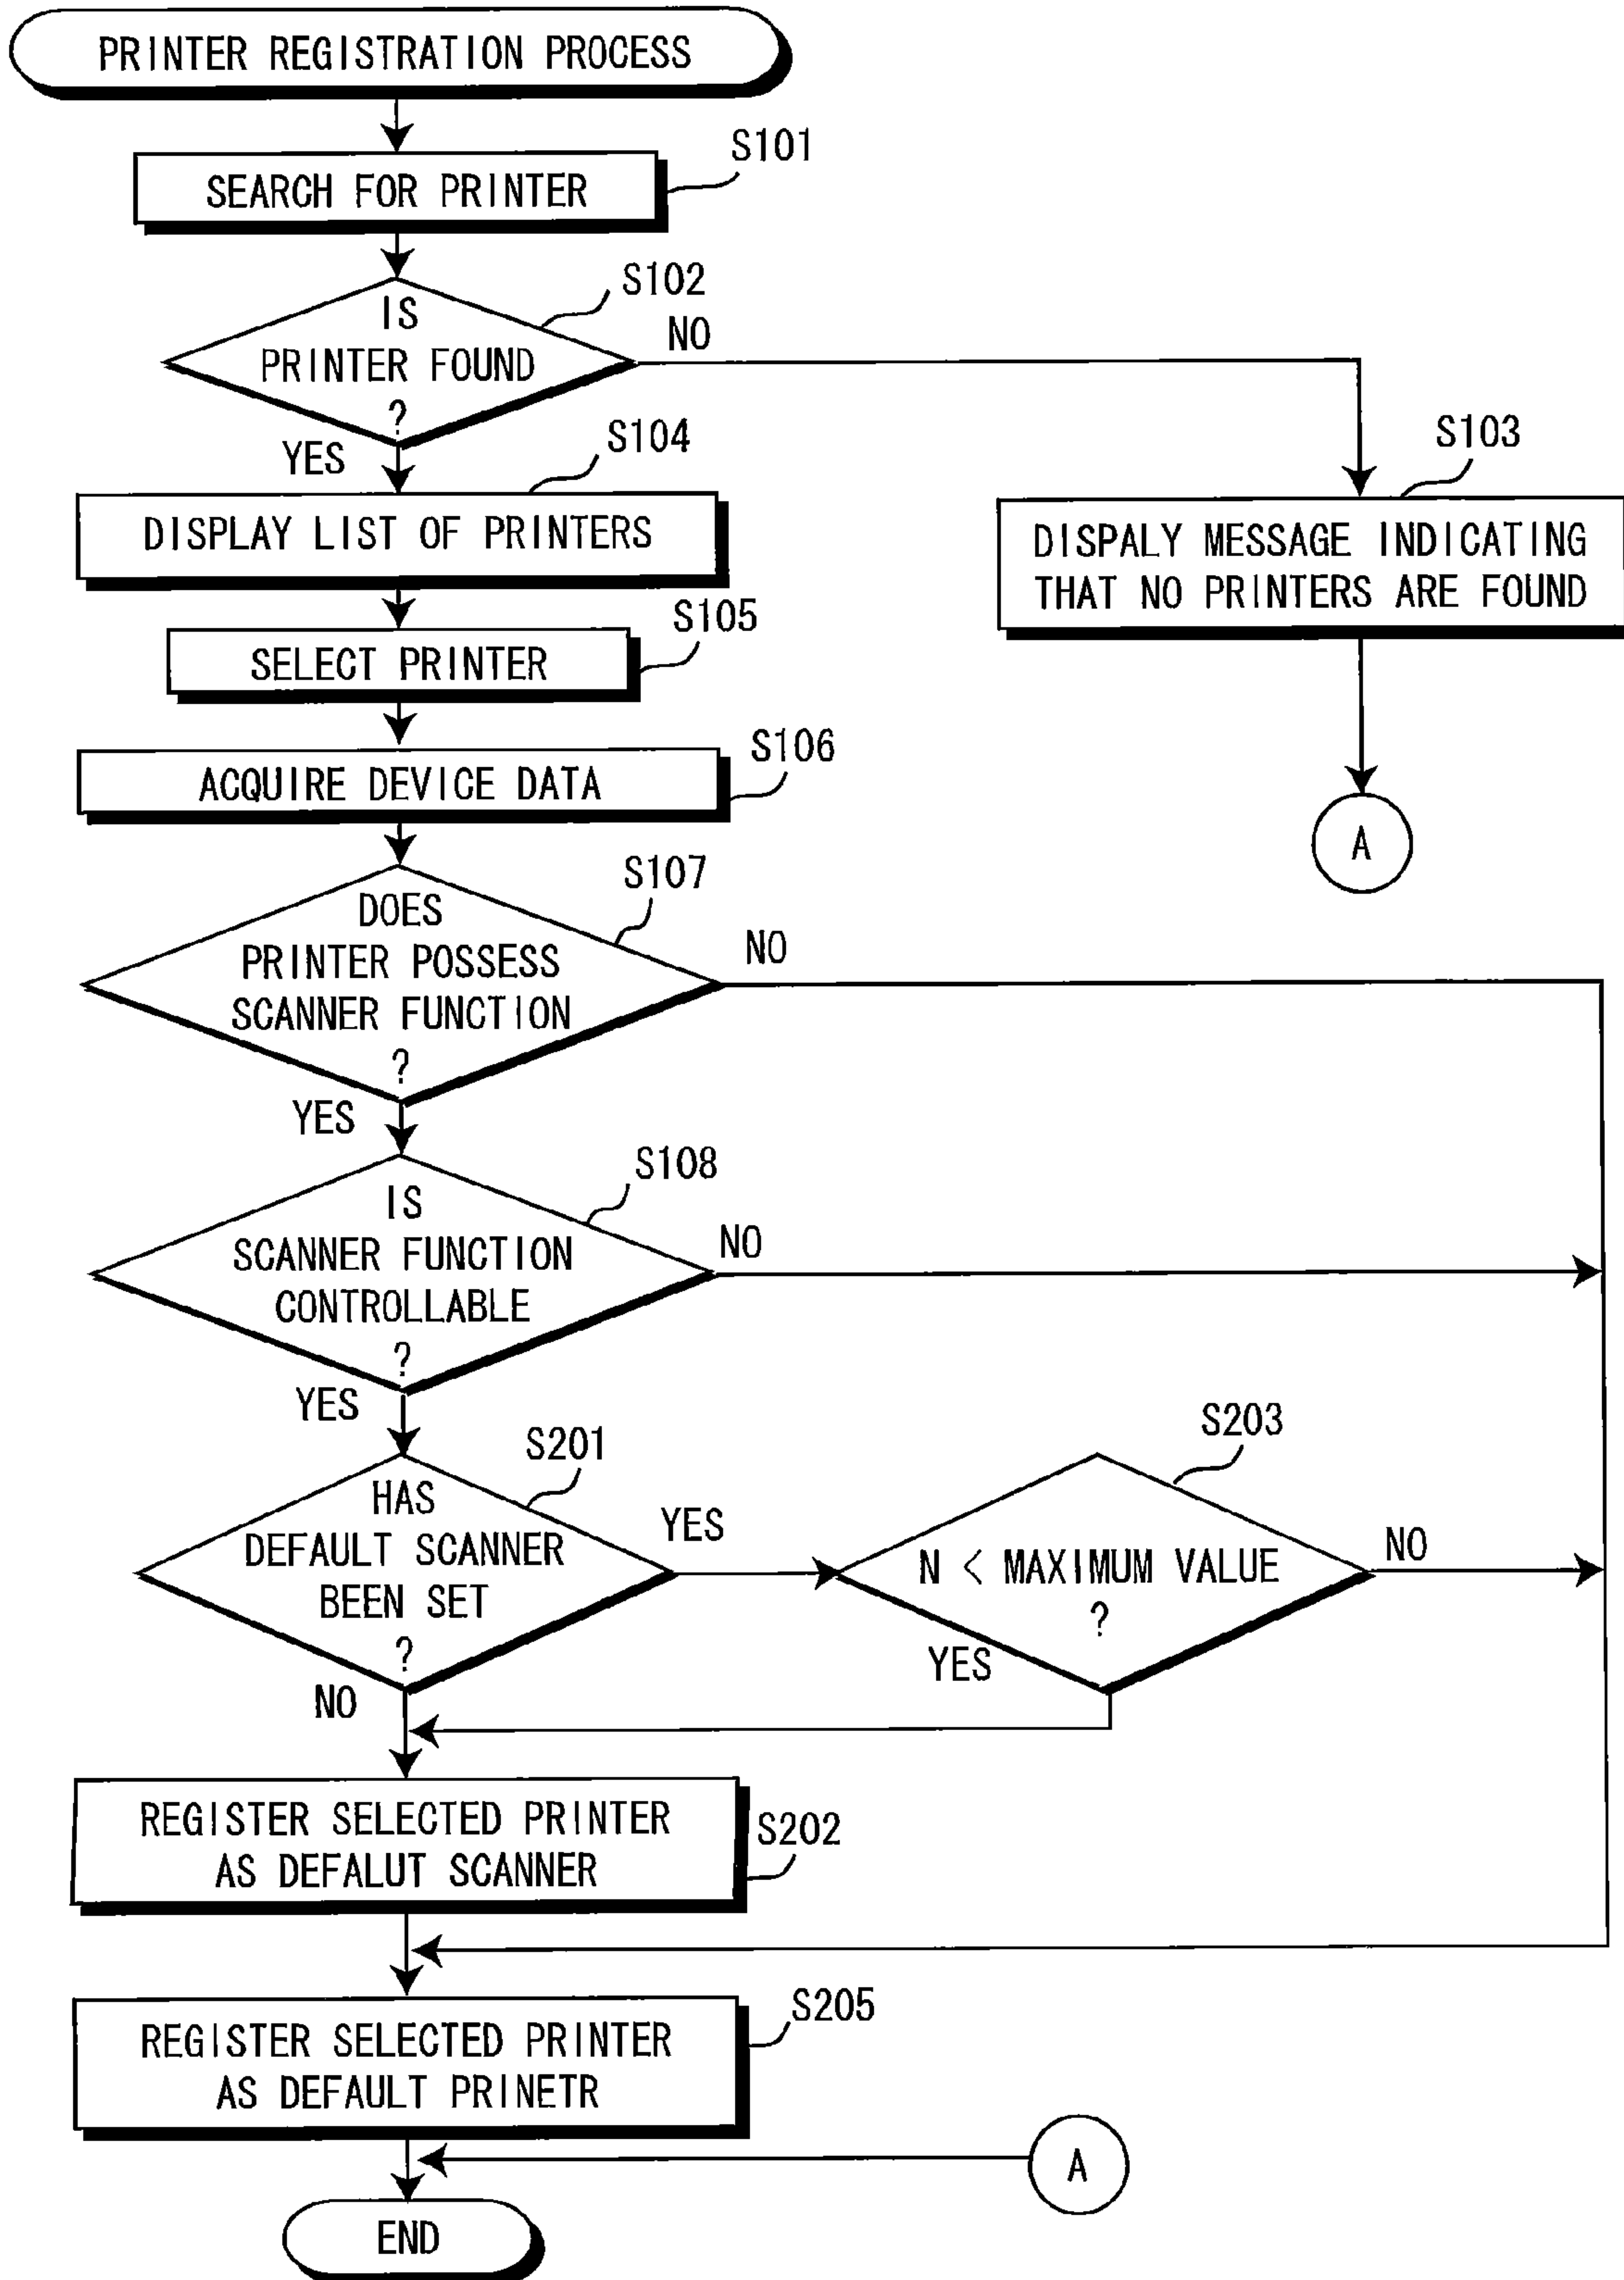 PRINTER REGISTRATION PROCESS
S101
SEARCH FOR PRINTER
S102
IS
PRINTER FOUND
?
NO
YES
S103
DISPALY MESSAGE INDICATING
THAT NO PRINTERS ARE FOUND
A
S104
DISPLAY LIST OF PRINTERS
S105
SELECT PRINTER
S106
ACQUIRE DEVICE DATA
S107
DOES
PRINTER POSSESS
SCANNER FUNCTION
?
NO
YES
S108
IS
SCANNER FUNCTION
CONTROLLABLE
?
NO
YES
S201
HAS
DEFAULT SCANNER
BEEN SET
?
YES
NO
S203
N < MAXIMUM VALUE
?
NO
YES
REGISTER SELECTED PRINTER
AS DEFALUT SCANNER
S202
S205
REGISTER SELECTED PRINTER
AS DEFAULT PRINETR
A
END